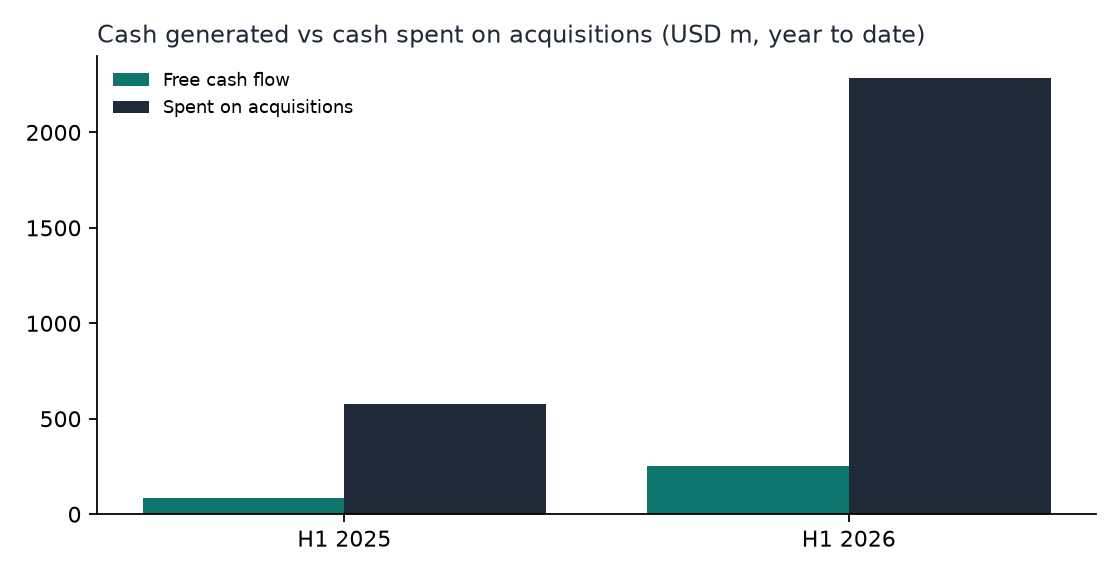 Cash generated vs cash spent on acquisitions (USD m, year to date)
Free cash flow
Spent on acquisitions
2000
1500
1000
500
0
H1 2025
H1 2026